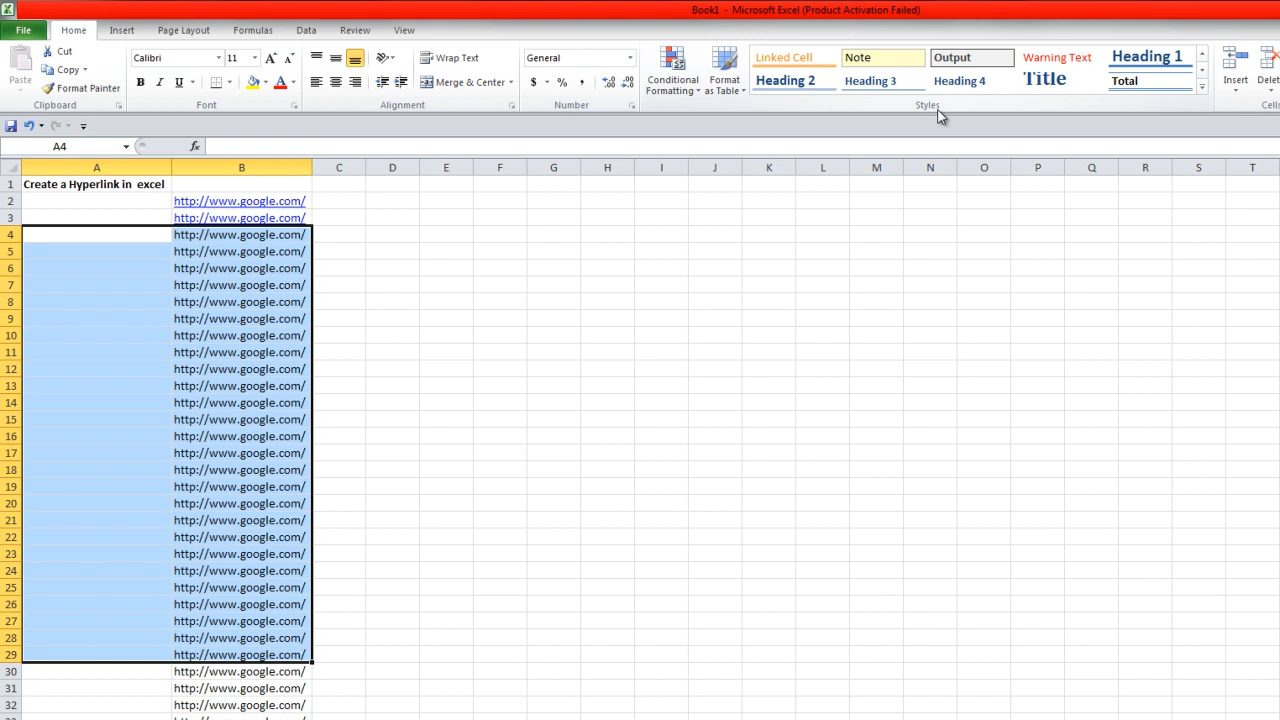 Book1 - Microsoft Excel (Product Activation Failed)
File Home Insert Page Layout Formulas Data Review View
Paste
Cut
Copy
Format Painter
Clipboard
Calibri 11
B I U
Font
Wrap Text
Merge & Center
Alignment
General
$ % ,
Number
Conditional
Formatting
Format
as Table
Linked Cell Note Output Warning Text Heading 1
Heading 2 Heading 3 Heading 4 Title Total
Styles
Insert
Cells
A4 fx
A B C D E F G H I J K L M N O P Q R S T
1 Create a Hyperlink in excel
2 http://www.google.com/
3 http://www.google.com/
4 http://www.google.com/
5 http://www.google.com/
6 http://www.google.com/
7 http://www.google.com/
8 http://www.google.com/
9 http://www.google.com/
10 http://www.google.com/
11 http://www.google.com/
12 http://www.google.com/
13 http://www.google.com/
14 http://www.google.com/
15 http://www.google.com/
16 http://www.google.com/
17 http://www.google.com/
18 http://www.google.com/
19 http://www.google.com/
20 http://www.google.com/
21 http://www.google.com/
22 http://www.google.com/
23 http://www.google.com/
24 http://www.google.com/
25 http://www.google.com/
26 http://www.google.com/
27 http://www.google.com/
28 http://www.google.com/
29 http://www.google.com/
30 http://www.google.com/
31 http://www.google.com/
32 http://www.google.com/